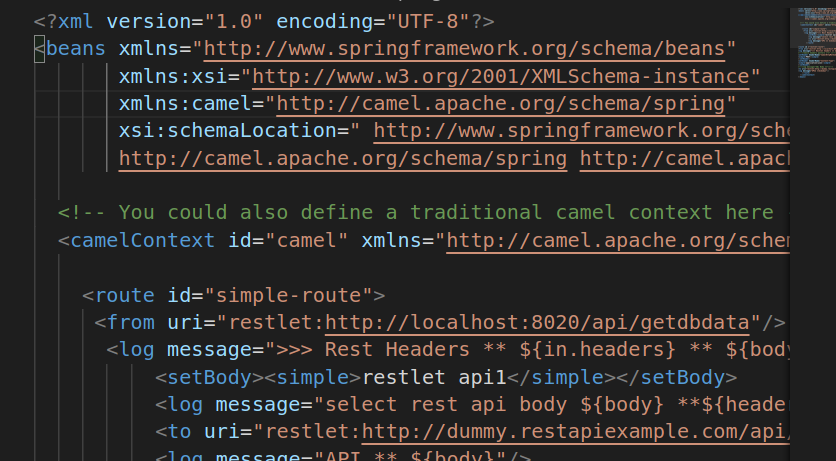 <?xml version="1.0" encoding="UTF-8"?>
<beans xmlns="http://www.springframework.org/schema/beans"
xmlns:xsi="http://www.w3.org/2001/XMLSchema-instance"
xmlns:camel="http://camel.apache.org/schema/spring"
xsi:schemaLocation=" http://www.springframework.org/sche
http://camel.apache.org/schema/spring http://camel.apac
<!-- You could also define a traditional camel context here
<camelContext id="camel" xmlns="http://camel.apache.org/schem
<route id="simple-route">
<from uri="restlet:http://localhost:8020/api/getdbdata"/>
<log message=">>> Rest Headers ** ${in.headers} ** ${body
<setBody><simple>restlet api1</simple></setBody>
<log message="select rest api body ${body} **${heade
<to uri="restlet:http://dummy.restapiexample.com/api/
<log message="API ** ${body}"/>